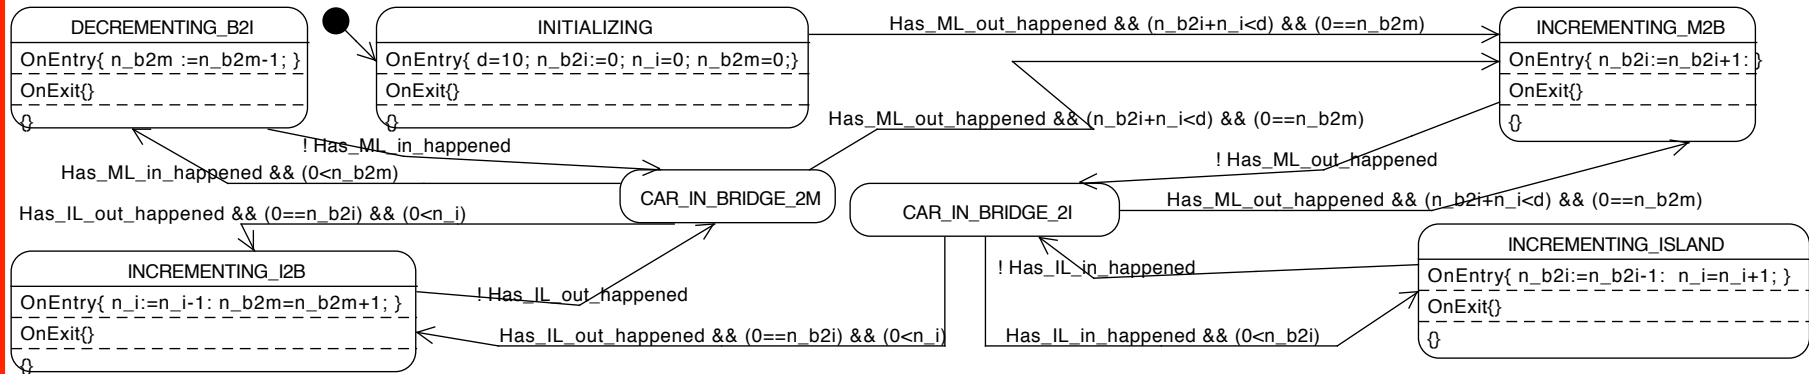 DECREMENTING_B2I
OnEntry{ n_b2m :=n_b2m-1; }
OnExit{}
{}
INITIALIZING
OnEntry{ d=10; n_b2i:=0; n_i=0; n_b2m=0;}
OnExit{}
{}
Has_ML_out_happened && (n_b2i+n_i<d) && (0==n_b2m)
INCREMENTING_M2B
OnEntry{ n_b2i:=n_b2i+1: }
OnExit{}
{}
Has_ML_out_happened && (n_b2i+n_i<d) && (0==n_b2m)
! Has_ML_in_happened
! Has_ML_out_happened
Has_ML_in_happened && (0<n_b2m)
CAR_IN_BRIDGE_2M
CAR_IN_BRIDGE_2I
Has_ML_out_happened && (n_b2i+n_i<d) && (0==n_b2m)
Has_IL_out_happened && (0==n_b2i) && (0<n_i)
INCREMENTING_I2B
OnEntry{ n_i:=n_i-1: n_b2m=n_b2m+1; }
OnExit{}
{}
! Has_IL_out_happened
! Has_IL_in_happened
INCREMENTING_ISLAND
OnEntry{ n_b2i:=n_b2i-1: n_i=n_i+1; }
OnExit{}
{}
Has_IL_out_happened && (0==n_b2i) && (0<n_i)
Has_IL_in_happened && (0<n_b2i)